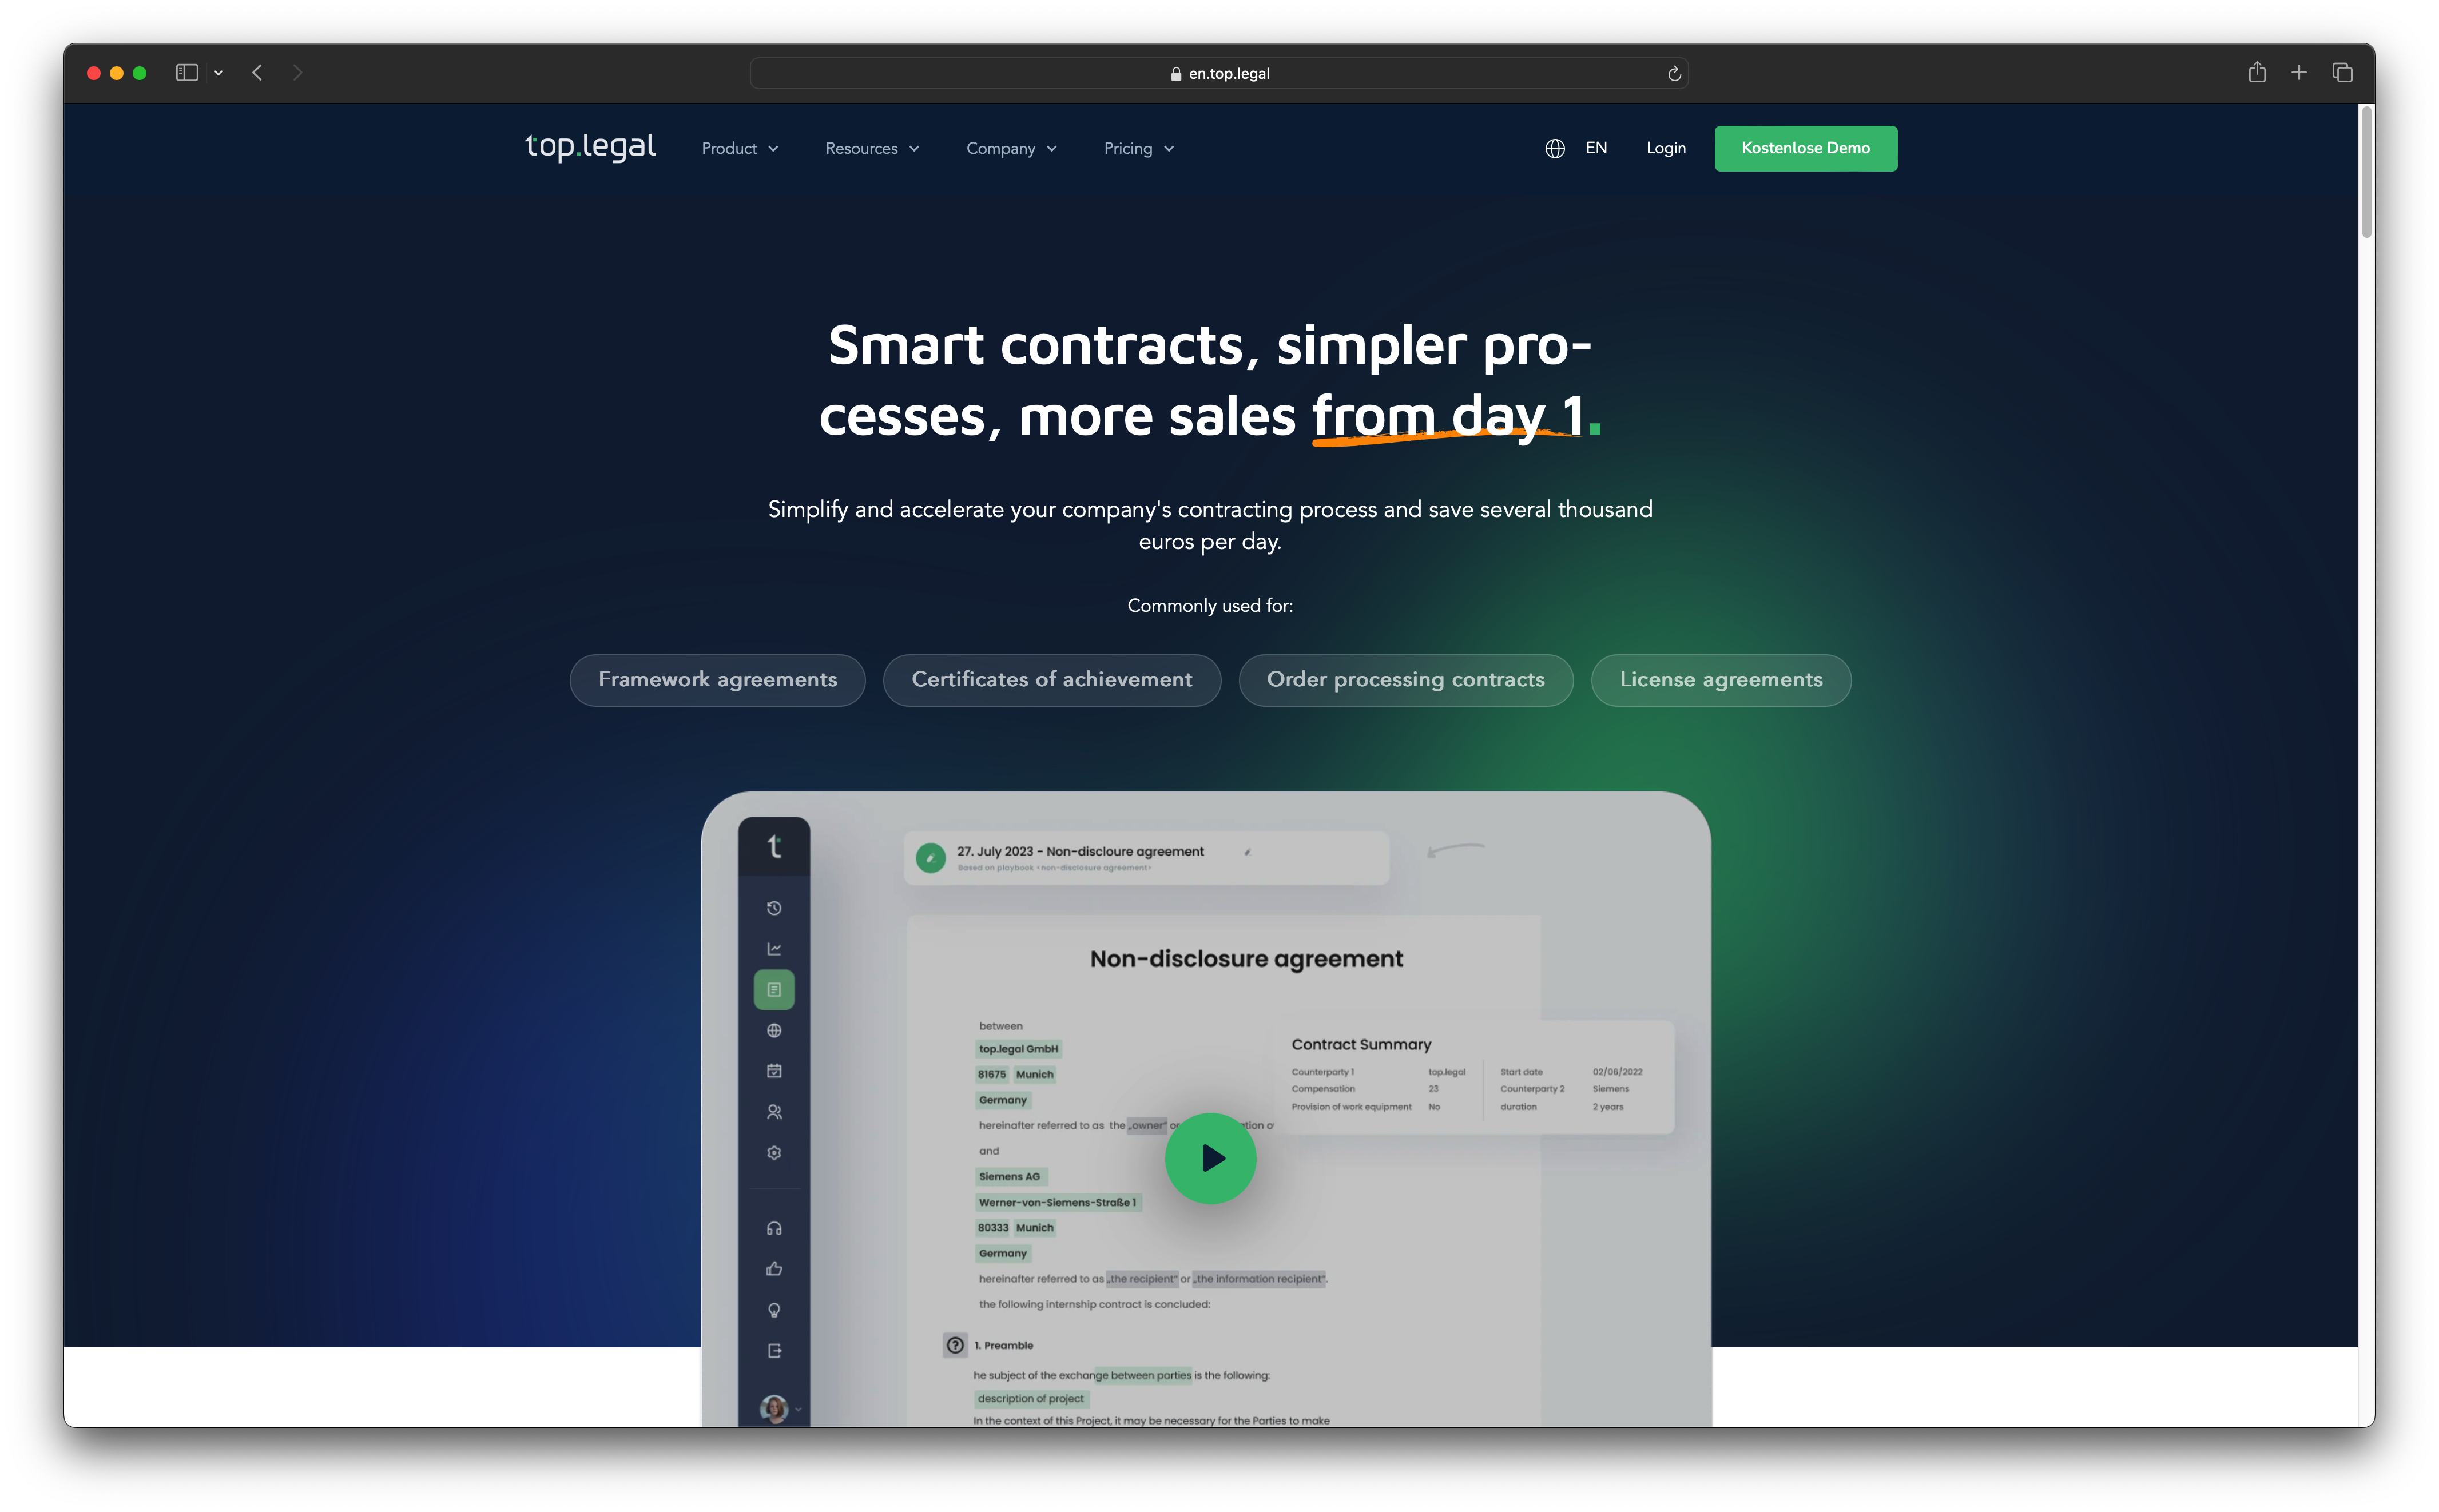 en.top.legal
top.legal Product Resources Company Pricing EN Login Kostenlose Demo
Smart contracts, simpler pro-
cesses, more sales from day 1.
Simplify and accelerate your company's contracting process and save several thousand
euros per day.
Commonly used for:
Framework agreements Certificates of achievement Order processing contracts License agreements
27. July 2023 - Non-discloure agreement
Based on playbook <non-disclosure agreement>
Non-disclosure agreement
between
top.legal GmbH
81675 Munich
Germany
hereinafter referred to as the „owner“
and
Siemens AG
Werner-von-Siemens-Straße 1
80333 Munich
Germany
hereinafter referred to as „the recipient“ or „the information recipient“.
the following internship contract is concluded:
Contract Summary
Counterparty 1 top.legal Start date 02/06/2022
Compensation 23 Counterparty 2 Siemens
Provision of work equipment No duration 2 years
1. Preamble
he subject of the exchange between parties is the following:
description of project
In the context of this Project, it may be necessary for the Parties to make